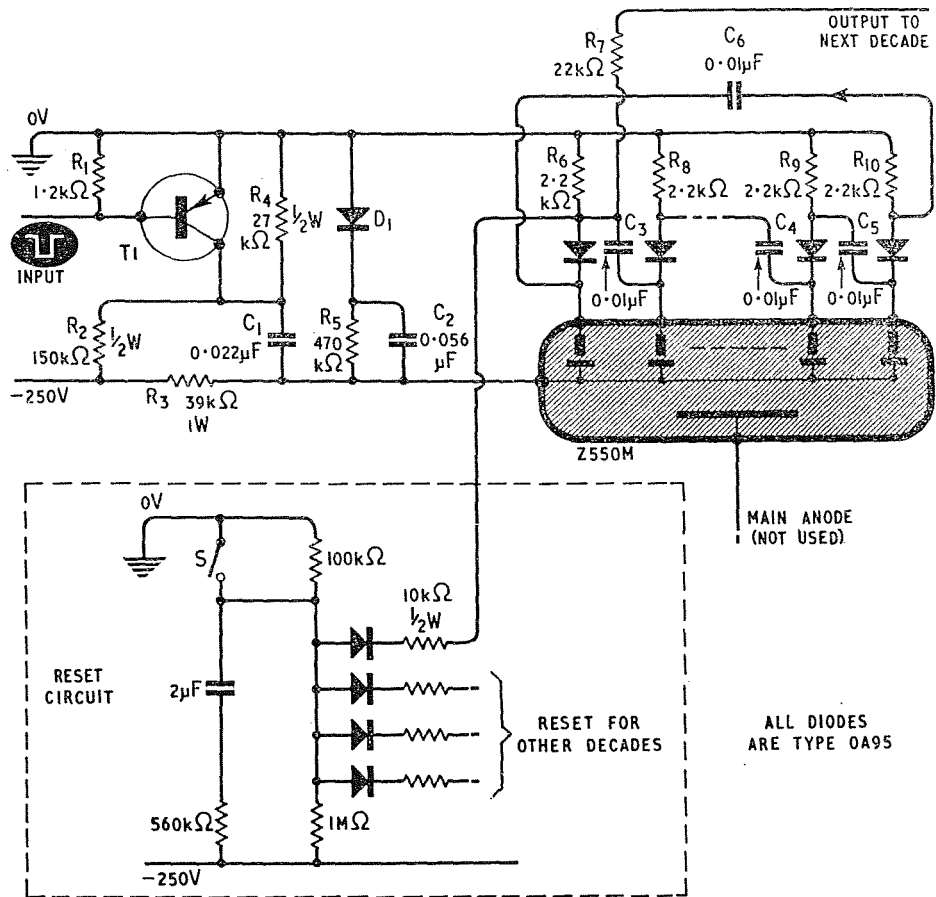 OUTPUT TO
NEXT DECADE
R7
22kΩ
C6
0·01µF
0V
R1
1·2kΩ
INPUT
T1
R4
27
kΩ
½W
D1
R6
2·2
kΩ
R8
2·2kΩ
R9
2·2kΩ
R10
2·2kΩ
C3
0·01µF
C4
0·01µF
C5
0·01µF
R2
150kΩ
½W
C1
0·022µF
R5
470
kΩ
C2
0·056
µF
−250V
R3
39kΩ
1W
Z550M
MAIN ANODE
(NOT USED)
0V
S
100kΩ
10kΩ
½W
RESET
CIRCUIT
2µF
RESET FOR
OTHER DECADES
ALL DIODES
ARE TYPE OA95
560kΩ
1MΩ
−250V